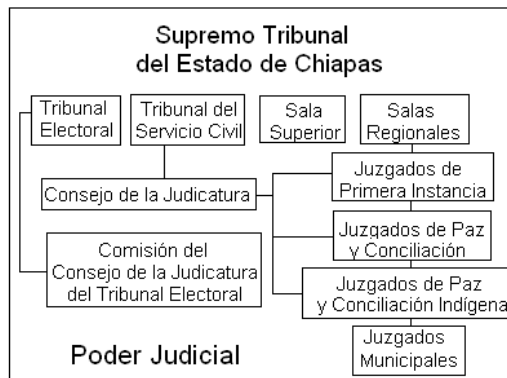 Supremo Tribunal
del Estado de Chiapas
Tribunal
Electoral
Tribunal del
Servicio Civil
Sala
Superior
Salas
Regionales
Consejo de la Judicatura
Juzgados de
Primera Instancia
Juzgados de Paz
y Conciliación
Comisión del
Consejo de la Judicatura
del Tribunal Electoral
Juzgados de Paz
y Conciliación Indígena
Juzgados
Municipales
Poder Judicial